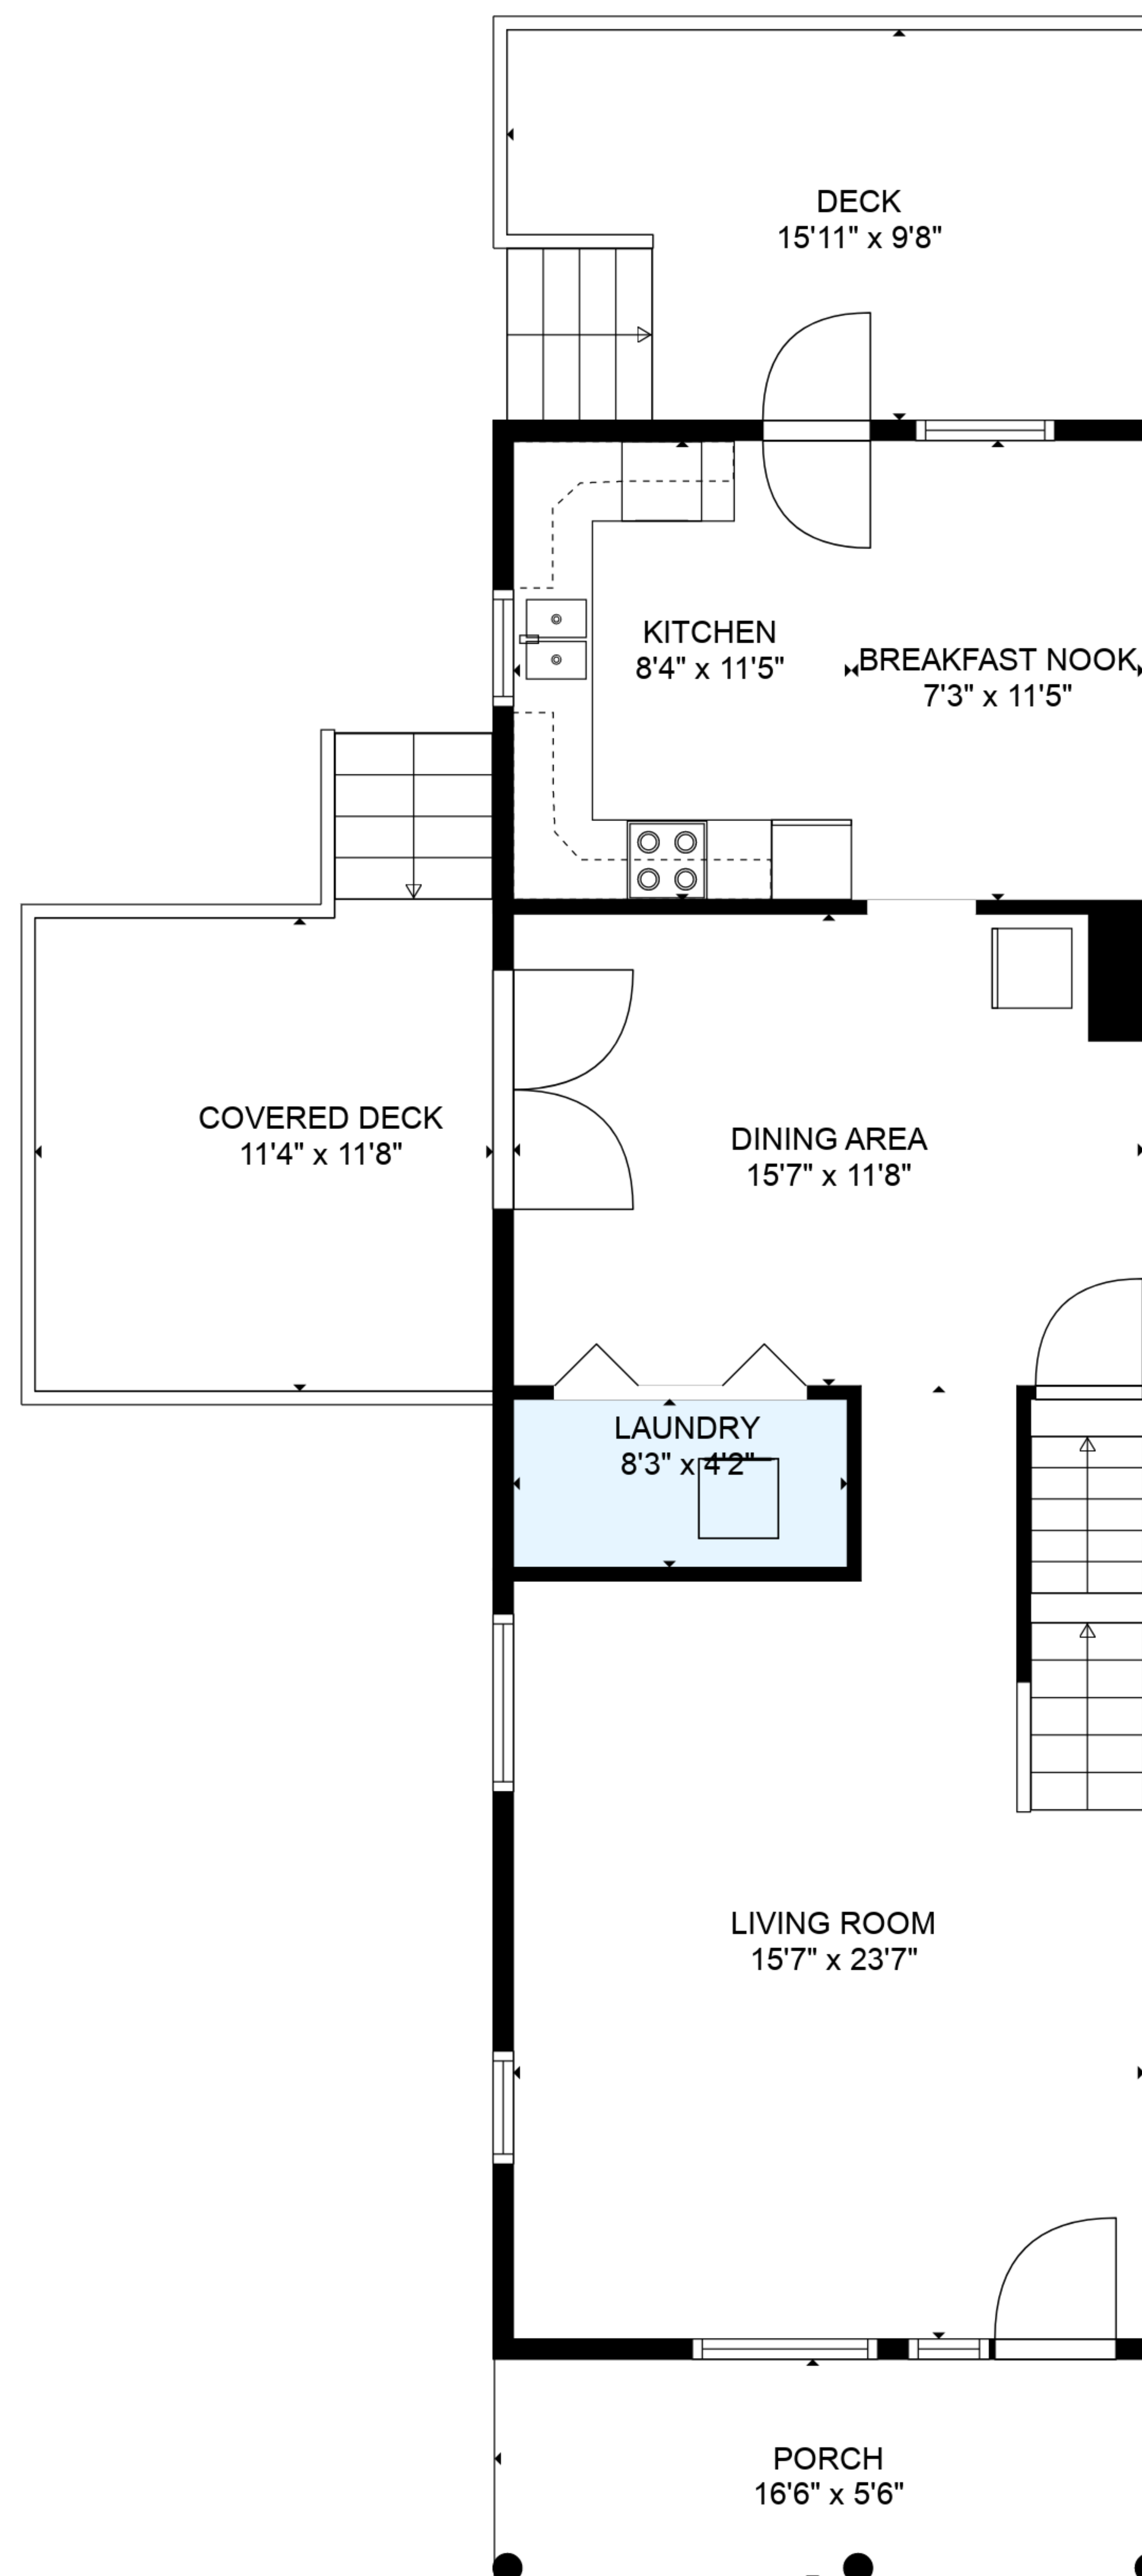 DECK
15'11" x 9'8"
KITCHEN
8'4" x 11'5"
BREAKFAST NOOK
7'3" x 11'5"
COVERED DECK
11'4" x 11'8"
DINING AREA
15'7" x 11'8"
LAUNDRY
8'3" x 4'2"
LIVING ROOM
15'7" x 23'7"
PORCH
16'6" x 5'6"